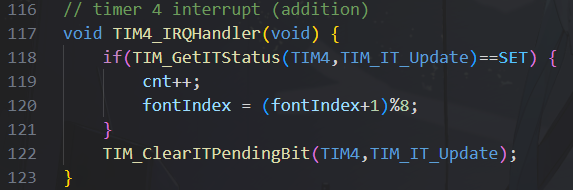 116 // timer 4 interrupt (addition)
117 void TIM4_IRQHandler(void) {
118     if(TIM_GetITStatus(TIM4,TIM_IT_Update)==SET) {
119         cnt++;
120         fontIndex = (fontIndex+1)%8;
121     }
122     TIM_ClearITPendingBit(TIM4,TIM_IT_Update);
123 }